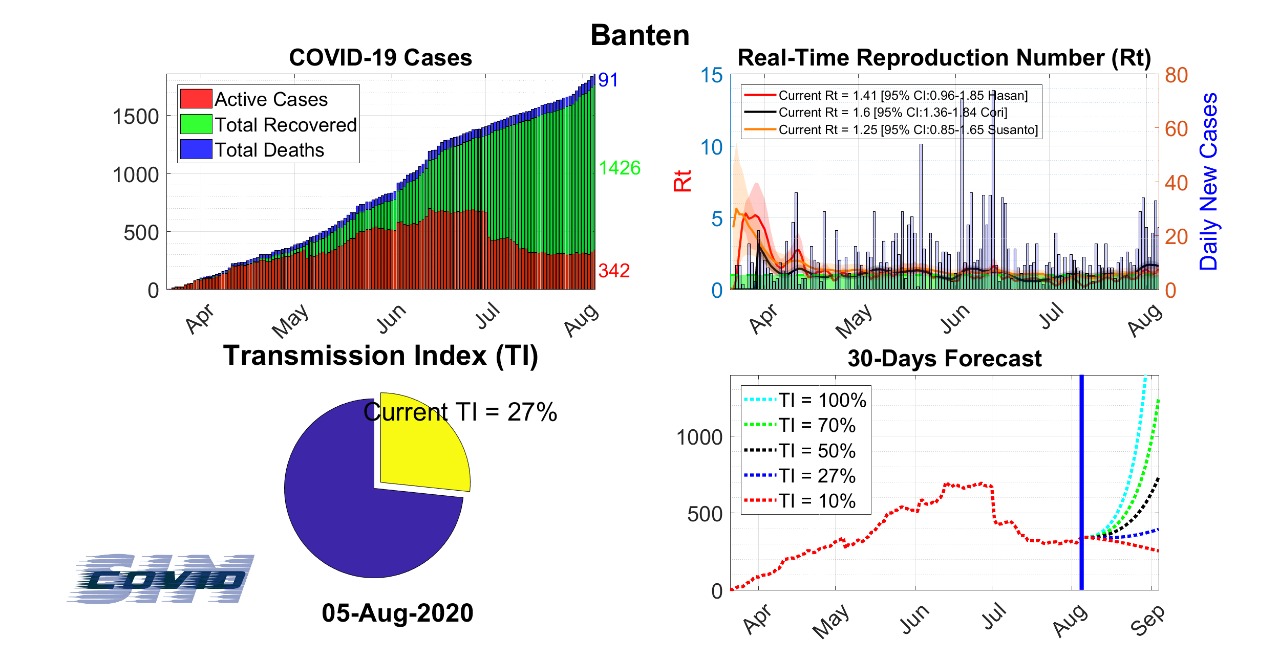 Banten
COVID-19 Cases
Active Cases
Total Recovered
Total Deaths
1500
1000
500
0
91
1426
342
Apr
May
Jun
Jul
Aug
Real-Time Reproduction Number (Rt)
Current Rt = 1.41 [95% CI:0.96-1.85 Hasan]
Current Rt = 1.6 [95% CI:1.36-1.84 Cori]
Current Rt = 1.25 [95% CI:0.85-1.65 Susanto]
Rt
15
10
5
0
80
60
40
20
0
Daily New Cases
Apr
May
Jun
Jul
Aug
Transmission Index (TI)
Current TI = 27%
05-Aug-2020
30-Days Forecast
TI = 100%
TI = 70%
TI = 50%
TI = 27%
TI = 10%
1000
500
0
Apr
May
Jun
Jul
Aug
Sep
SIM
COVID